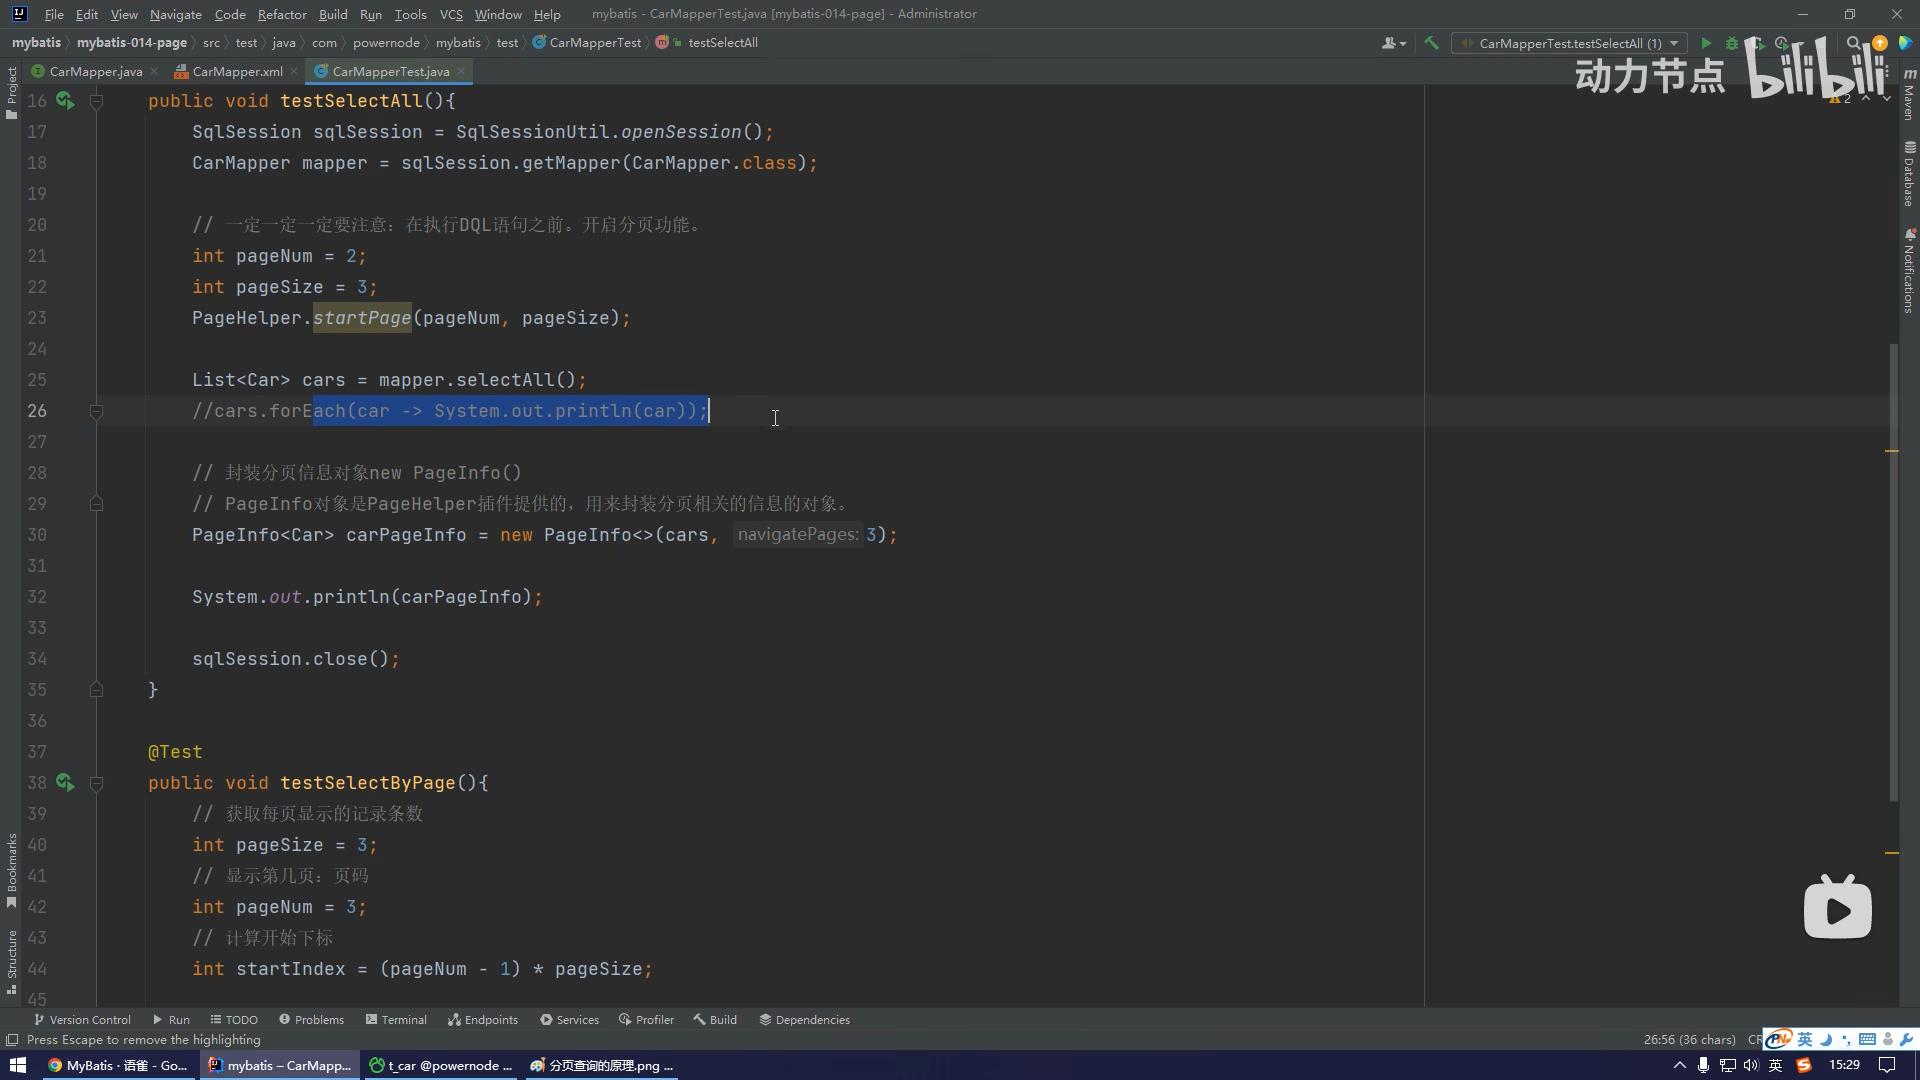 File Edit View Navigate Code Refactor Build Run Tools VCS Window Help mybatis - CarMapperTest.java [mybatis-014-page] - Administrator
mybatis mybatis-014-page src test java com powernode mybatis test CarMapperTest testSelectAll CarMapperTest.testSelectAll (1)
CarMapper.java CarMapper.xml CarMapperTest.java
动力节点 bilibili
2
Project
Bookmarks
Structure
Maven
Database
Notifications
16 public void testSelectAll(){
17 SqlSession sqlSession = SqlSessionUtil.openSession();
18 CarMapper mapper = sqlSession.getMapper(CarMapper.class);
19
20 // 一定一定一定要注意：在执行DQL语句之前。开启分页功能。
21 int pageNum = 2;
22 int pageSize = 3;
23 PageHelper.startPage(pageNum, pageSize);
24
25 List<Car> cars = mapper.selectAll();
26 //cars.forEach(car -> System.out.println(car));
27
28 // 封装分页信息对象new PageInfo()
29 // PageInfo对象是PageHelper插件提供的，用来封装分页相关的信息的对象。
30 PageInfo<Car> carPageInfo = new PageInfo<>(cars, navigatePages: 3);
31
32 System.out.println(carPageInfo);
33
34 sqlSession.close();
35 }
36
37 @Test
38 public void testSelectByPage(){
39 // 获取每页显示的记录条数
40 int pageSize = 3;
41 // 显示第几页：页码
42 int pageNum = 3;
43 // 计算开始下标
44 int startIndex = (pageNum - 1) * pageSize;
45
Version Control Run TODO Problems Terminal Endpoints Services Profiler Build Dependencies
Press Escape to remove the highlighting 26:56 (36 chars) 英
MyBatis · 语雀 - Go... mybatis – CarMapp... t_car @powernode ... 分页查询的原理.png ... 英 15:29